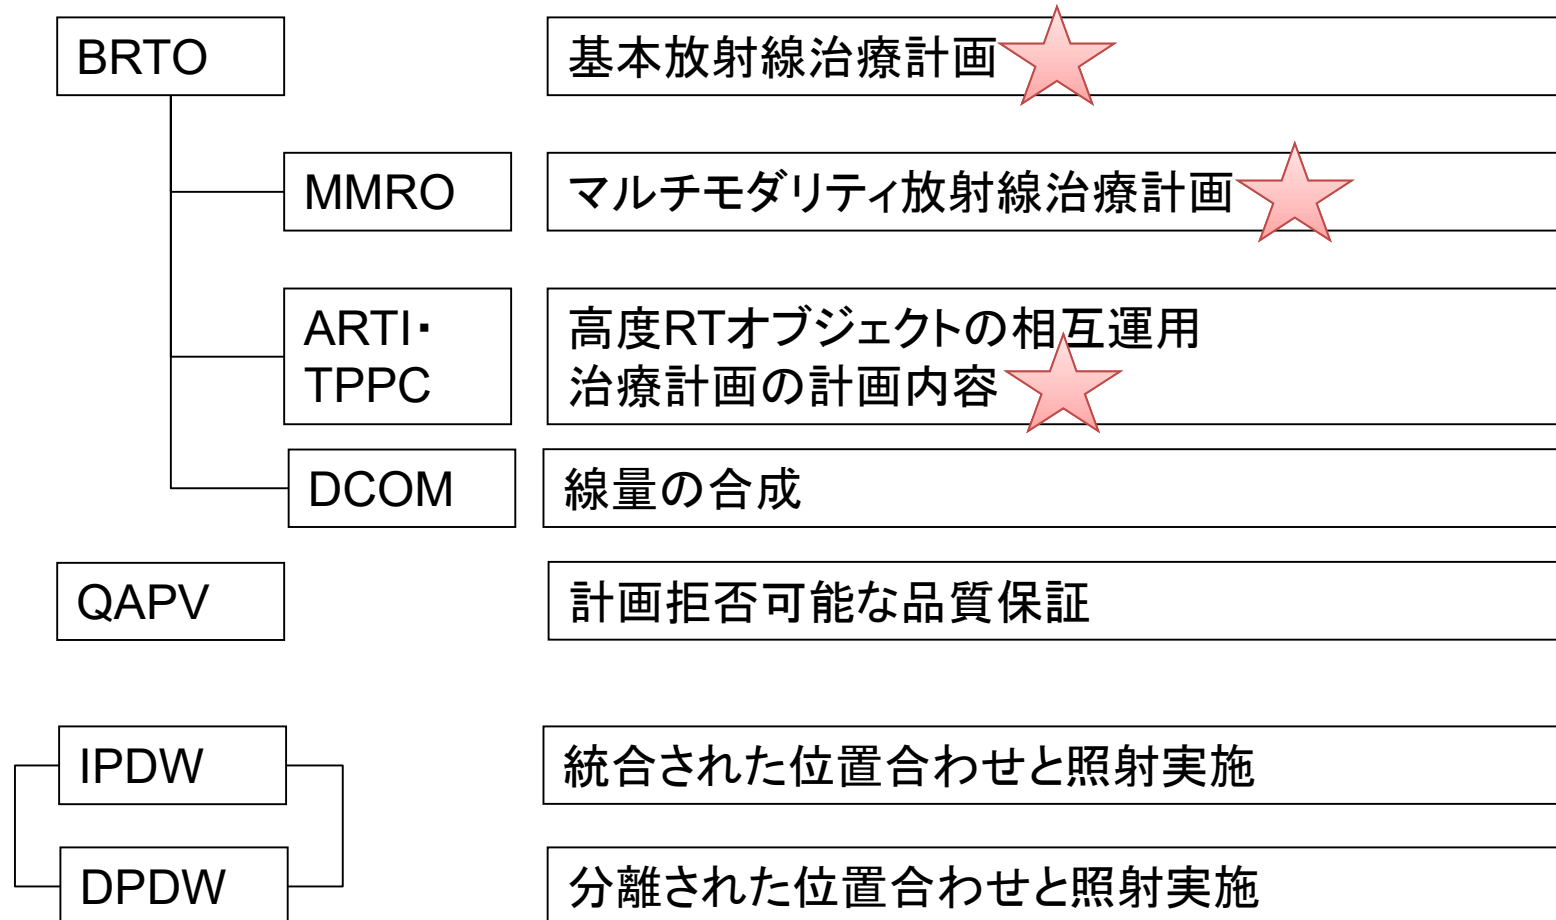 BRTO
基本放射線治療計画
MMRO
マルチモダリティ放射線治療計画
ARTI・
TPPC
高度RTオブジェクトの相互運用
治療計画の計画内容
DCOM
線量の合成
QAPV
計画拒否可能な品質保証
IPDW
統合された位置合わせと照射実施
DPDW
分離された位置合わせと照射実施